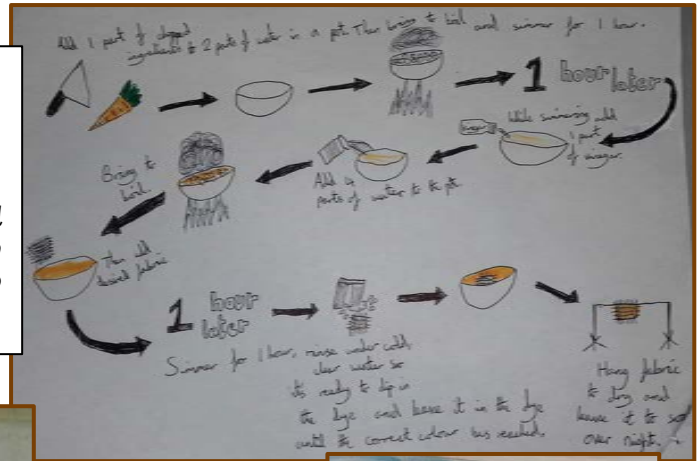 Add 1 part of chopped
ingredients to 2 parts of water in a pot. Then bring to boil and simmer for 1 hour.
1 hour later
While simmering add
1 part
of vinegar.
vinegar
Add 4
parts of water to the pot
Bring to
boil.
Then add
desired fabric
1 hour
later
Simmer for 1 hour, rinse under cold
clear water so
its ready to dip in
the dye and leave it in the dye
until the correct colour has reached.
Hang fabric
to dry and
leave it to
over night.